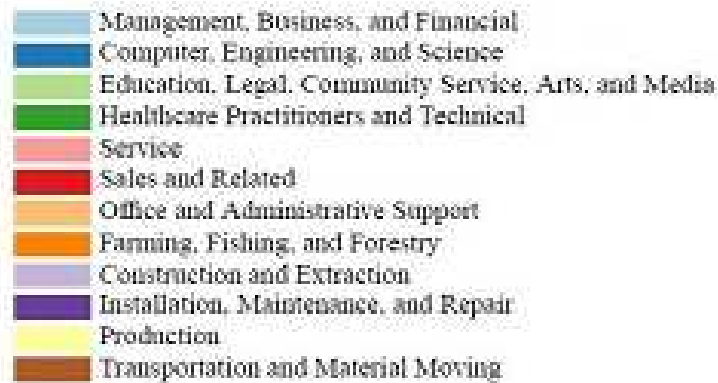 Management, Business, and Financial
Computer, Engineering, and Science
Education, Legal, Community Service, Arts, and Media
Healthcare Practitioners and Technical
Service
Sales and Related
Office and Administrative Support
Farming, Fishing, and Forestry
Construction and Extraction
Installation, Maintenance, and Repair
Production
Transportation and Material Moving